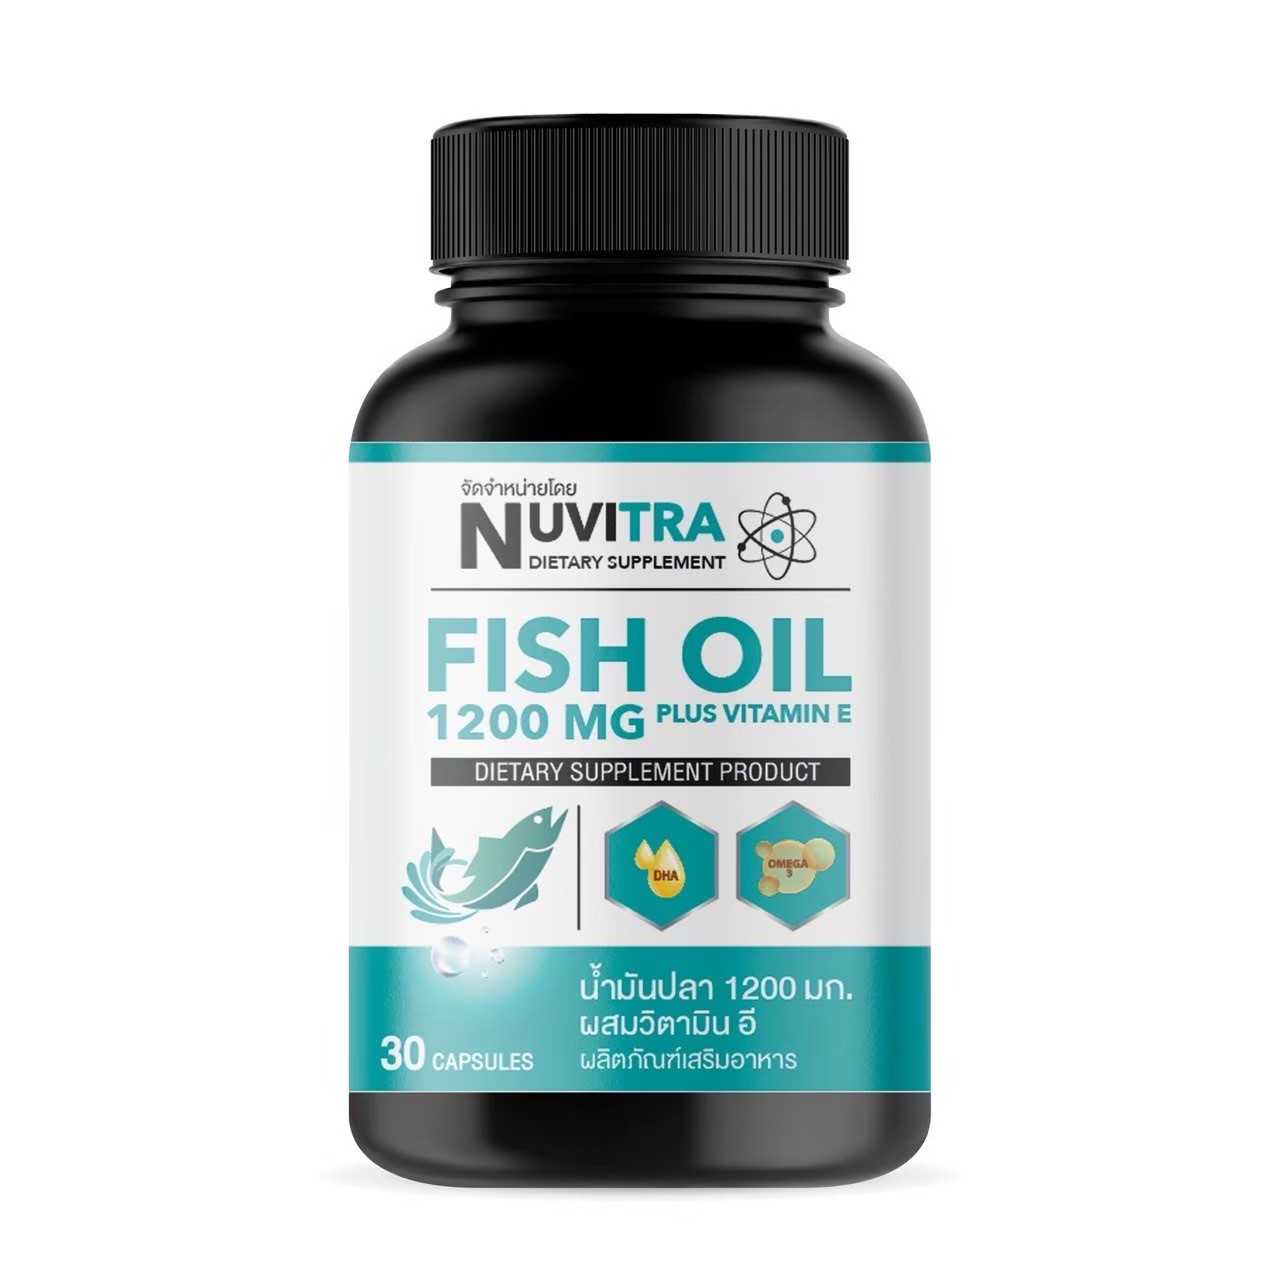 จัดจำหน่ายโดย
NUVITRA
DIETARY SUPPLEMENT
FISH OIL
1200 MG PLUS VITAMIN E
DIETARY SUPPLEMENT PRODUCT
DHA
OMEGA
3
น้ำมันปลา 1200 มก.
ผสมวิตามิน อี
30 CAPSULES
ผลิตภัณฑ์เสริมอาหาร